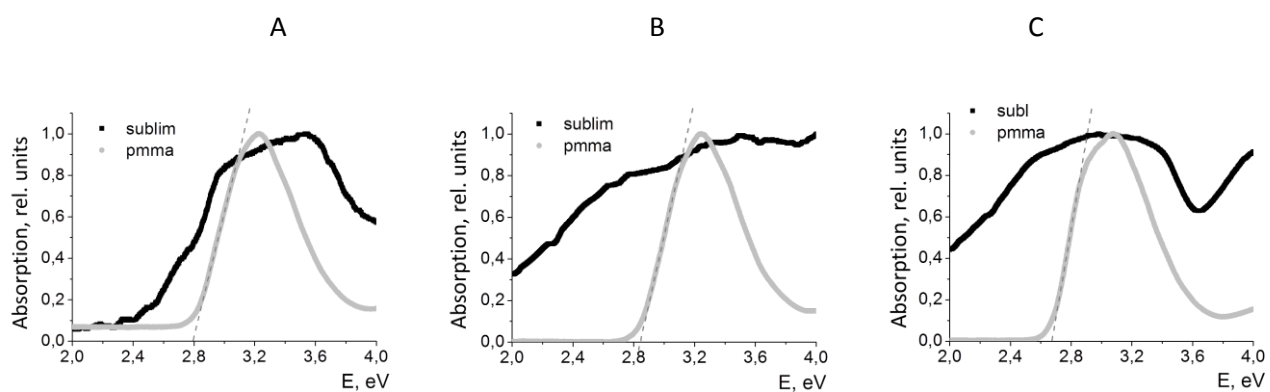 A
B
C
Absorption, rel. units
sublim
pmma
1,0
0,8
0,6
0,4
0,2
0,0
2,0 2,4 2,8 3,2 3,6 4,0
E, eV
Absorption, rel. units
sublim
pmma
1,0
0,8
0,6
0,4
0,2
0,0
2,0 2,4 2,8 3,2 3,6 4,0
E, eV
Absorption, rel. units
subl
pmma
1,0
0,8
0,6
0,4
0,2
0,0
2,0 2,4 2,8 3,2 3,6 4,0
E, eV